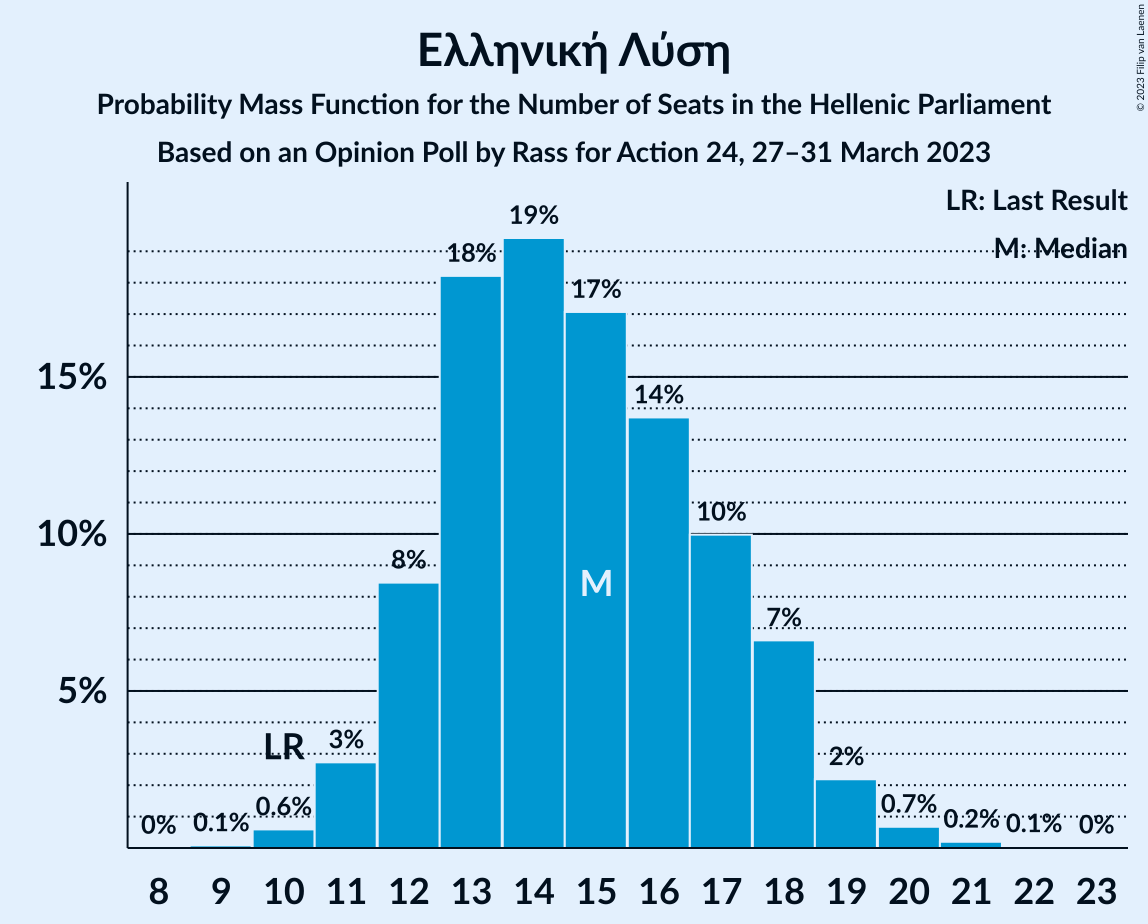 Ελληνική Λύση
Probability Mass Function for the Number of Seats in the Hellenic Parliament
Based on an Opinion Poll by Rass for Action 24, 27–31 March 2023
© 2023 Filip van Laenen
LR: Last Result
M: Median
15%
10%
5%
0%
0.1%
0.6%
LR
3%
8%
18%
19%
17%
M
14%
10%
7%
2%
0.7%
0.2%
0.1%
0%
8 9 10 11 12 13 14 15 16 17 18 19 20 21 22 23